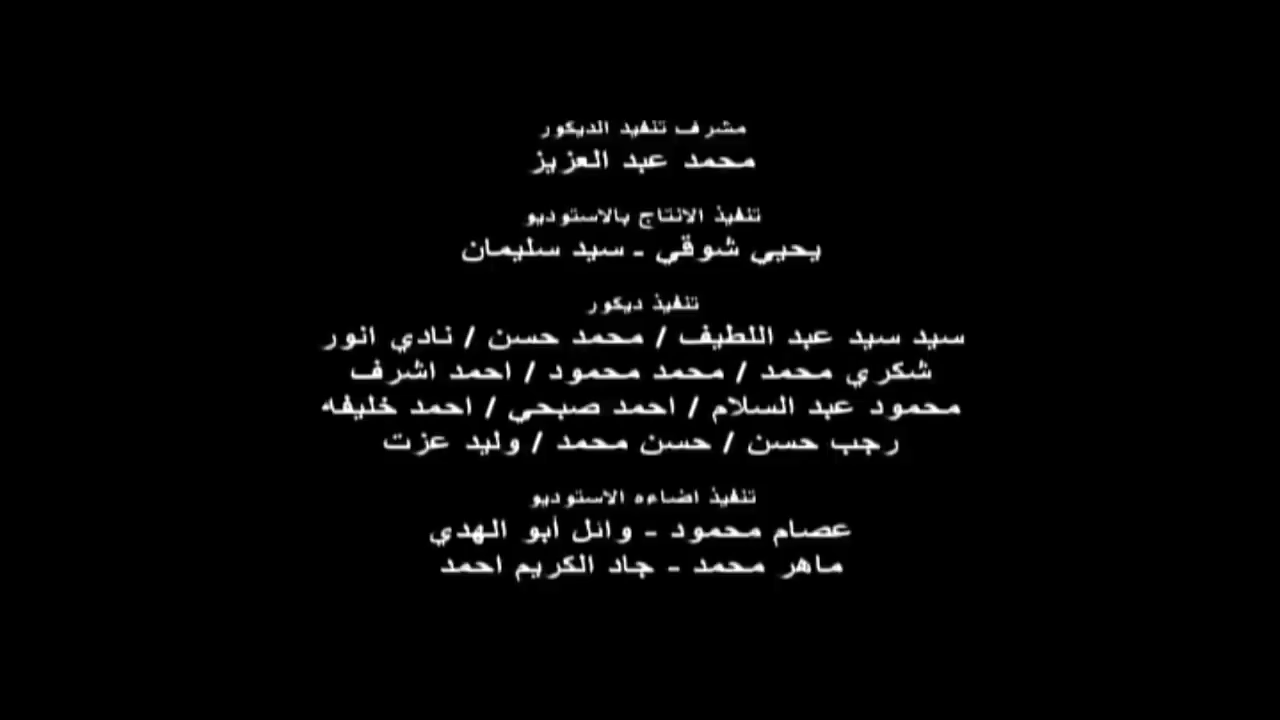 مشرف تنفيذ الديكور
محمد عبد العزيز
تنفيذ الانتاج بالاستوديو
يحيي شوقي - سيد سليمان
تنفيذ ديكور
سيد سيد عبد اللطيف / محمد حسن / نادي انور
شكري محمد / محمد محمود / احمد اشرف
محمود عبد السلام / احمد صبحي / احمد خليفه
رجب حسن / حسن محمد / وليد عزت
تنفيذ اضاءه الاستوديو
عصام محمود - وائل أبو الهدي
ماهر محمد - جاد الكريم احمد